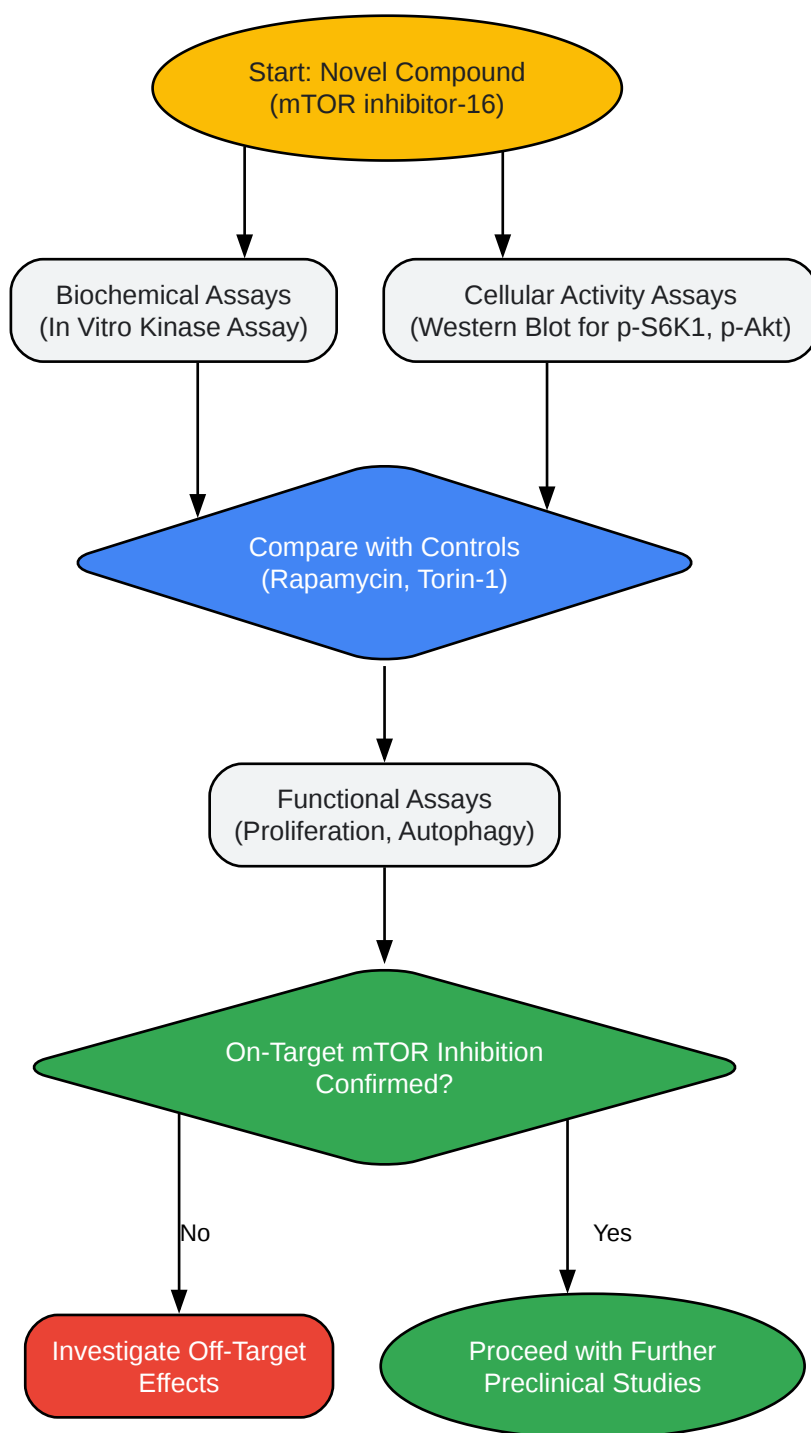 Start: Novel Compound
(mTOR inhibitor-16)
Biochemical Assays
(In Vitro Kinase Assay)
Cellular Activity Assays
(Western Blot for p-S6K1, p-Akt)
Compare with Controls
(Rapamycin, Torin-1)
Functional Assays
(Proliferation, Autophagy)
On-Target mTOR Inhibition
Confirmed?
No
Yes
Investigate Off-Target
Effects
Proceed with Further
Preclinical Studies